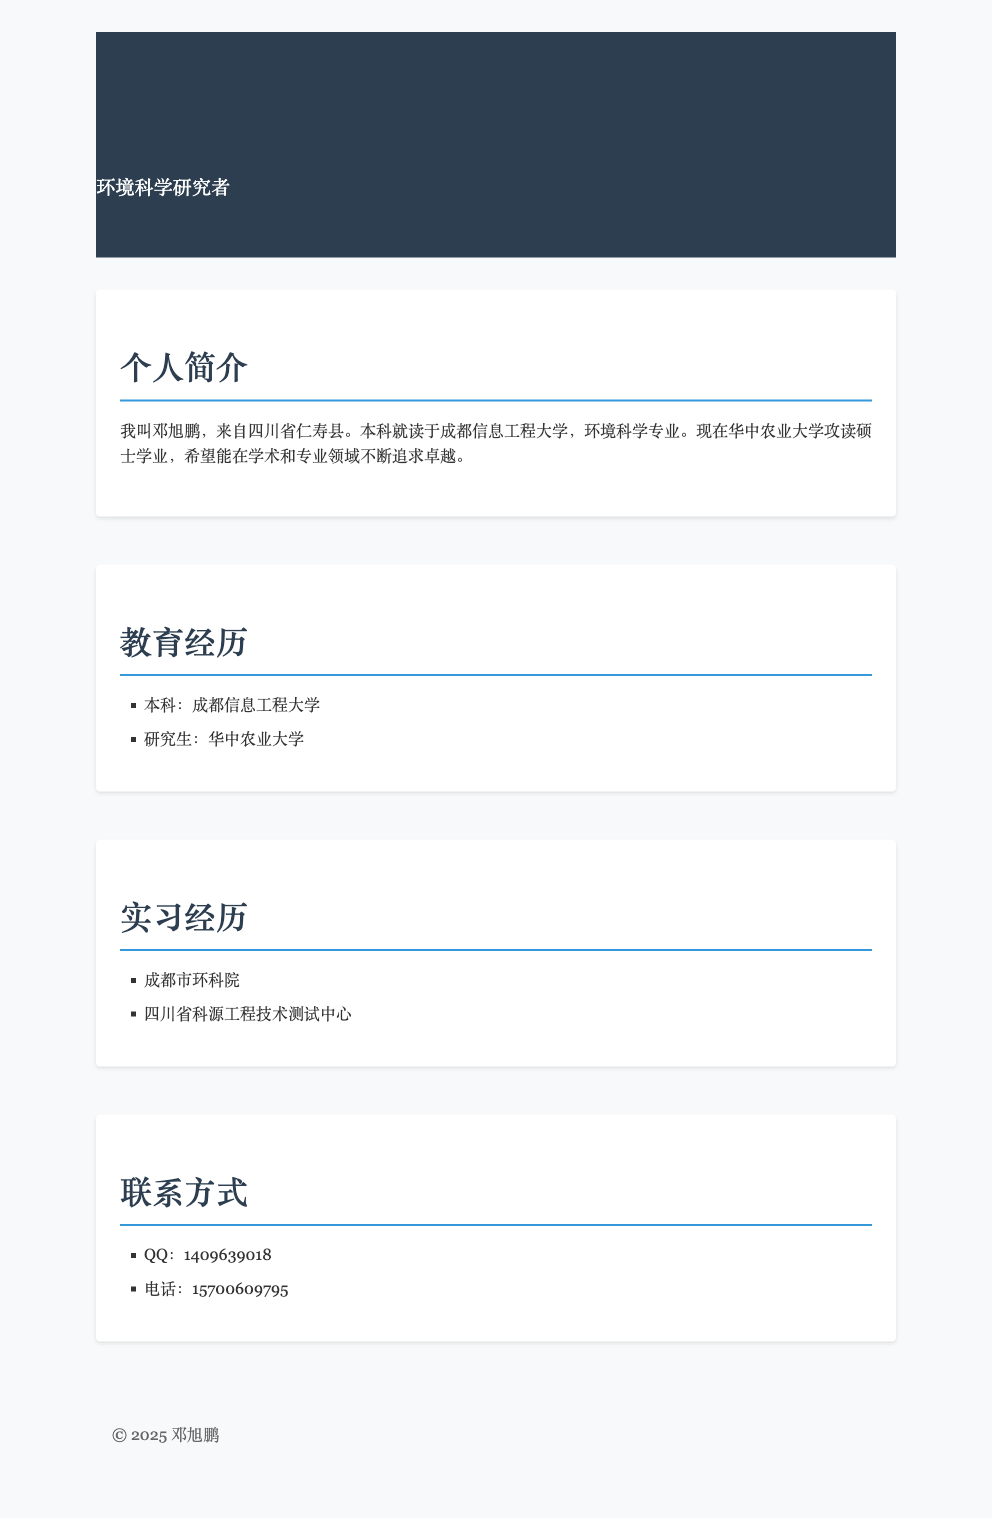 环境科学研究者
个人简介
我叫邓旭鹏，来自四川省仁寿县。本科就读于成都信息工程大学，环境科学专业。现在华中农业大学攻读硕
士学业，希望能在学术和专业领域不断追求卓越。
教育经历
▪ 本科：成都信息工程大学
▪ 研究生：华中农业大学
实习经历
▪ 成都市环科院
▪ 四川省科源工程技术测试中心
联系方式
▪ QQ：1409639018
▪ 电话：15700609795
© 2025 邓旭鹏